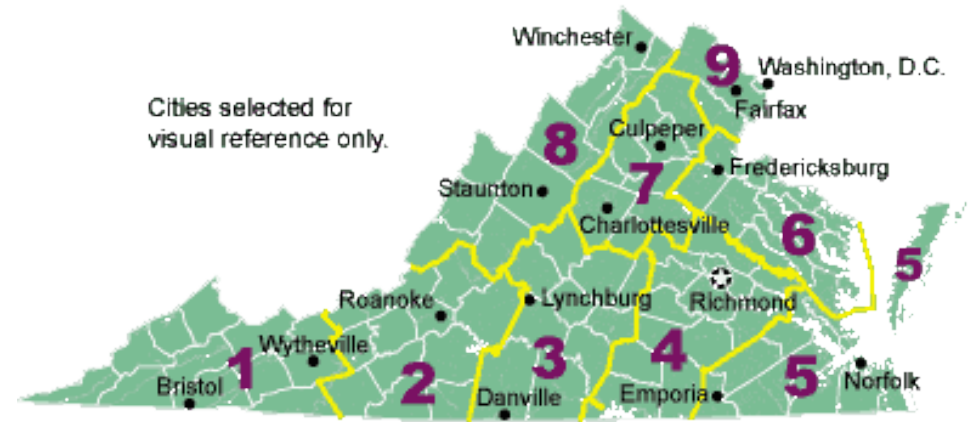 Winchester
9
Washington, D.C.
Fairfax
Cities selected for
visual reference only.
8
Culpeper
Fredericksburg
Staunton
7
Charlottesville
6
5
Roanoke
Lynchburg
Richmond
1
Wytheville
2
3
4
5
Bristol
Danville
Emporia
Norfolk